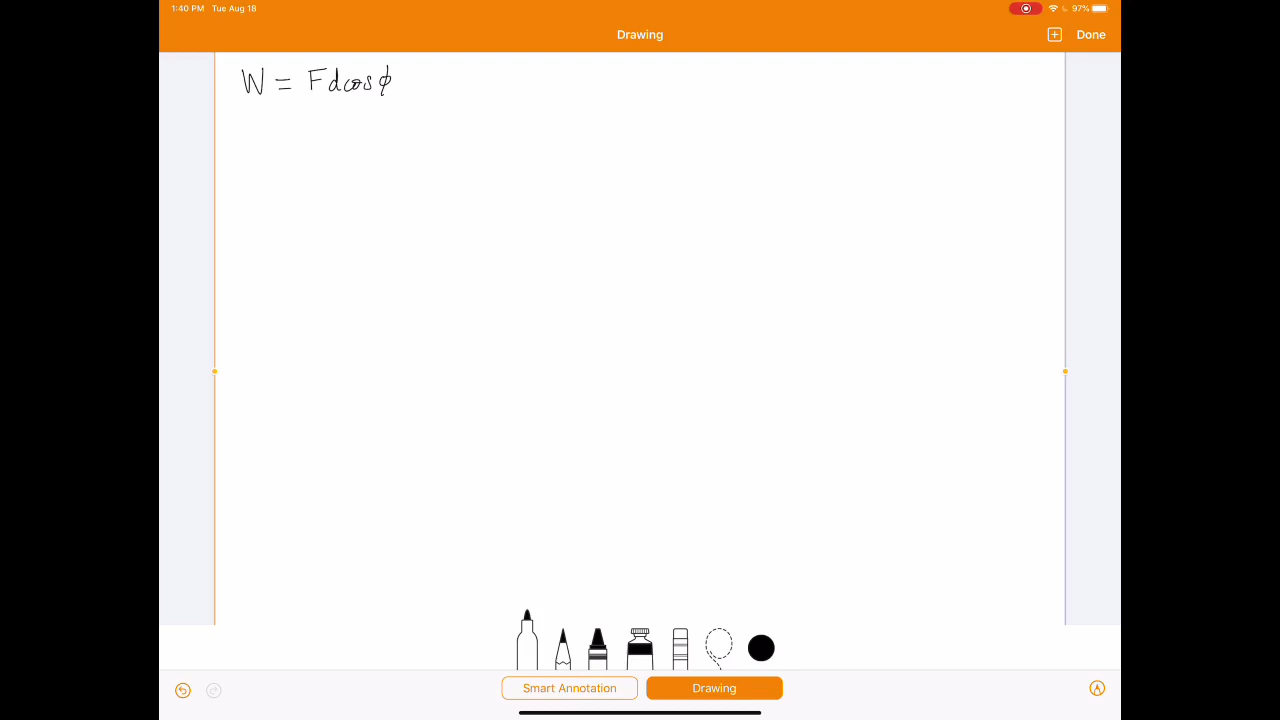 1:40 PM Tue Aug 18
97%
Drawing
Done
W = Fdcosϕ
Smart Annotation
Drawing